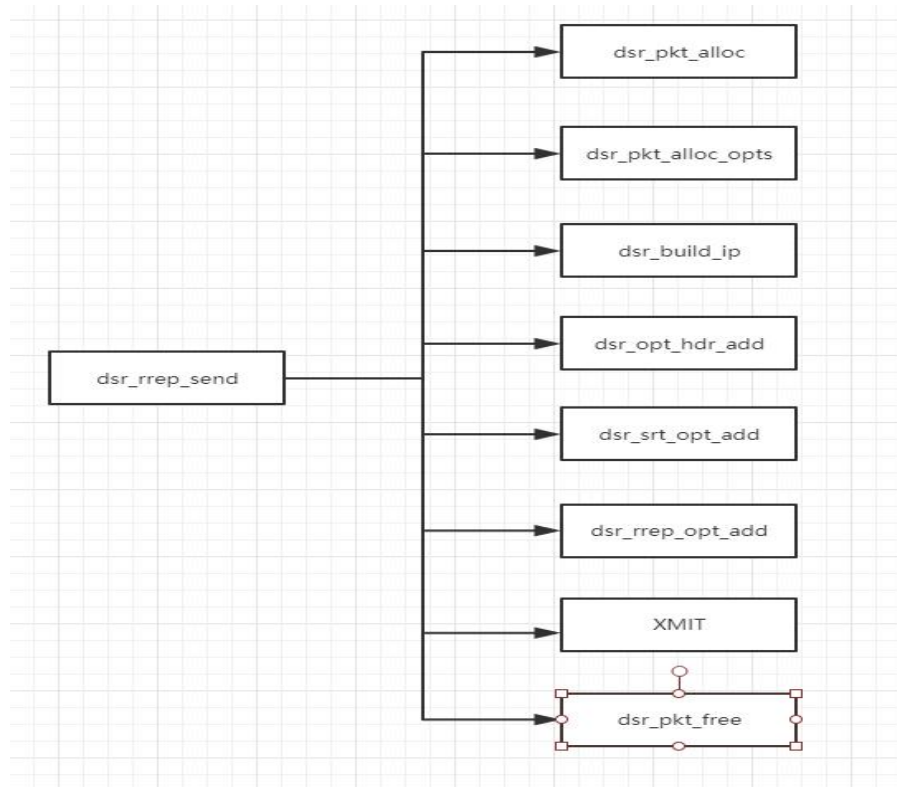 dsr_pkt_alloc
dsr_pkt_alloc_opts
dsr_build_ip
dsr_opt_hdr_add
dsr_rrep_send
dsr_srt_opt_add
dsr_rrep_opt_add
XMIT
dsr_pkt_free